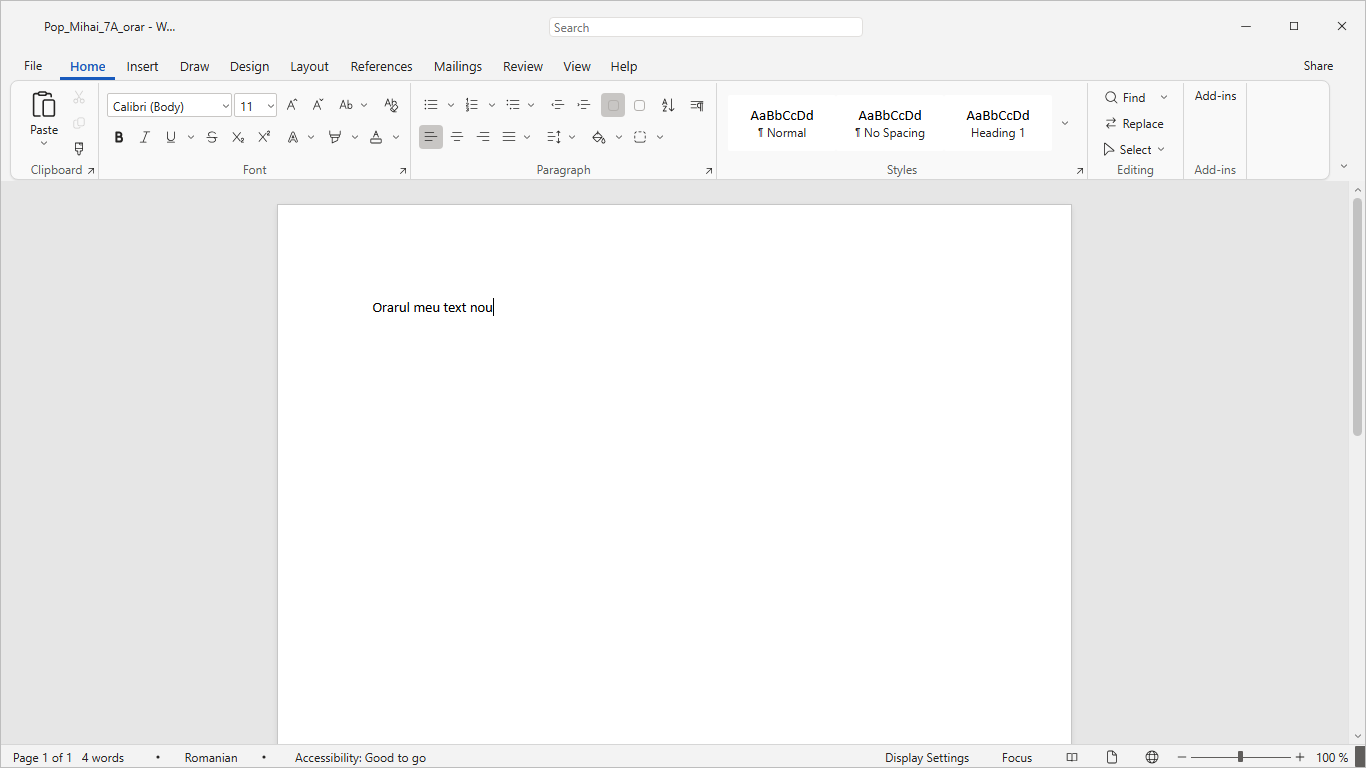 Pop_Mihai_7A_orar - W...
Search
File Home Insert Draw Design Layout References Mailings Review View Help Share
Paste
Clipboard
Calibri (Body) 11
Font
Paragraph
AaBbCcDd AaBbCcDd AaBbCcDd
¶ Normal ¶ No Spacing Heading 1
Styles
Find
Replace
Select
Editing
Add-ins
Add-ins
Orarul meu text nou
Page 1 of 1 4 words • Romanian • Accessibility: Good to go Display Settings Focus 100 %